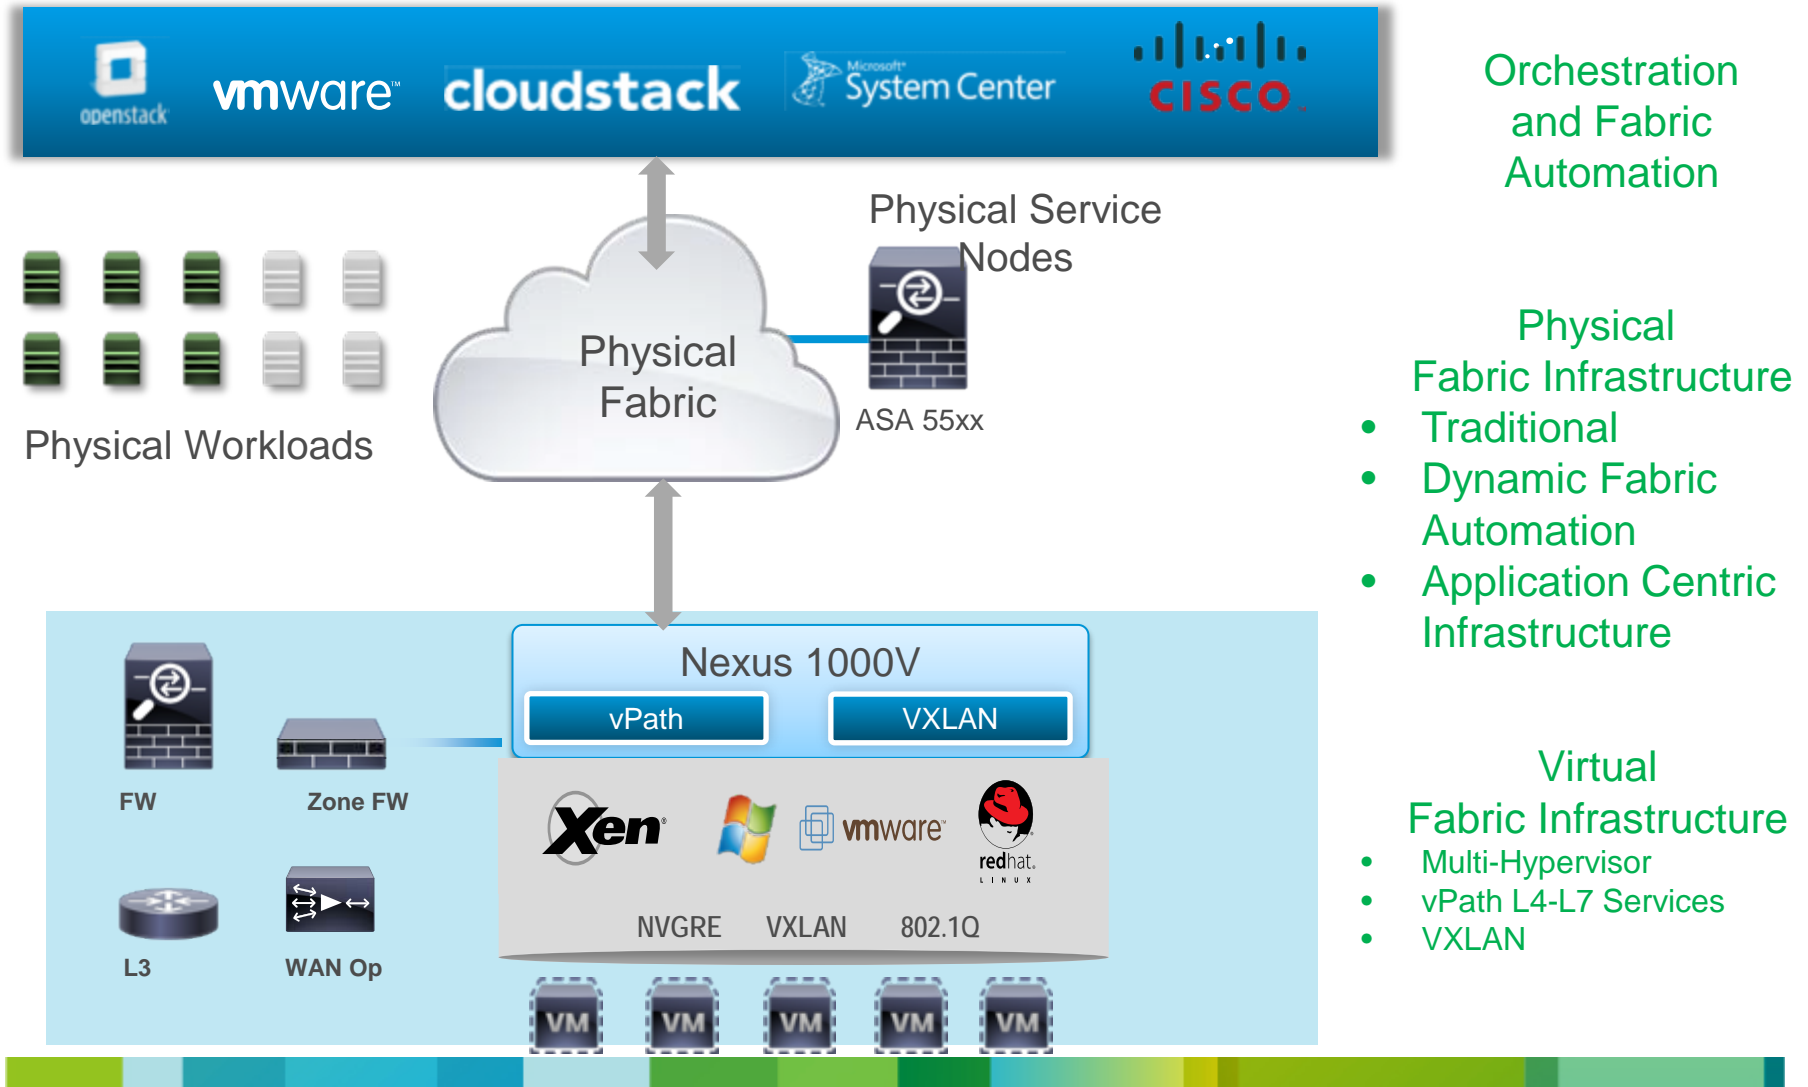 openstack
vmware™
cloudstack
Microsoft®
System Center
CISCO
Orchestration
and Fabric
Automation
Physical Service
Nodes
Physical
Fabric
ASA 55xx
Physical Workloads
Physical
Fabric Infrastructure
• Traditional
• Dynamic Fabric
Automation
• Application Centric
Infrastructure
Nexus 1000V
vPath
VXLAN
FW
Zone FW
L3
WAN Op
Xen®
vmware
redhat.
LINUX
NVGRE VXLAN 802.1Q
VM VM VM VM VM
Virtual
Fabric Infrastructure
• Multi-Hypervisor
• vPath L4-L7 Services
• VXLAN